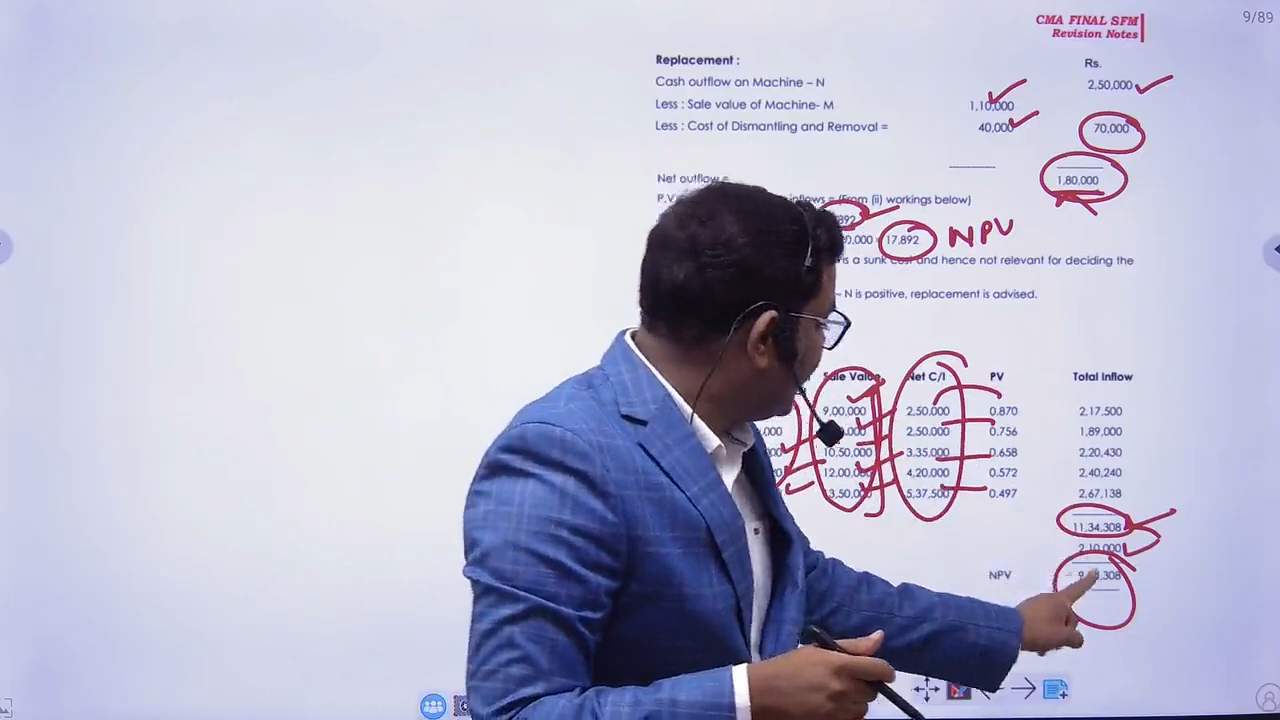 9/89
CMA FINAL SFM
Revision Notes
Replacement : Rs.
Cash outflow on Machine – N 2,50,000
Less : Sale value of Machine- M 1,10,000
Less : Cost of Dismantling and Removal = 40,000 70,000
Net outflow = 1,80,000
inflows = (From (ii) workings below)
17,892 NPV
is a sunk cost and hence not relevant for deciding the
– N is positive, replacement is advised.
Sale Value Net C/I PV Total Inflow
9,00,000 2,50,000 0.870 2,17,500
2,50,000 0.756 1,89,000
10,50,000 3,35,000 0.658 2,20,430
12,00,000 4,20,000 0.572 2,40,240
13,50,000 5,37,500 0.497 2,67,138
11,34,308
2,10,000
NPV